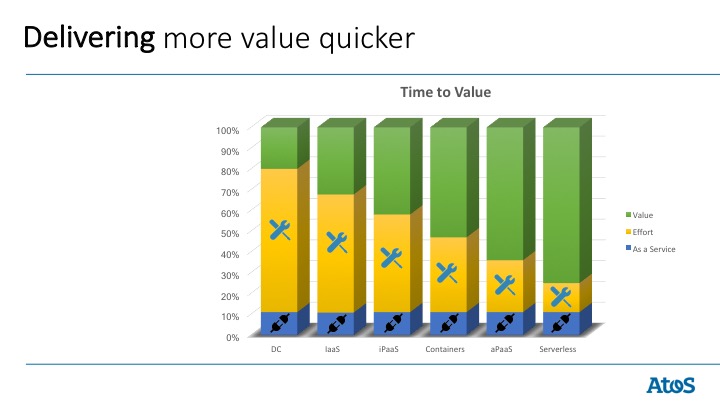 Delivering more value quicker
Time to Value
100%
90%
80%
70%
60%
50%
40%
30%
20%
10%
0%
DC IaaS iPaaS Containers aPaaS Serverless
Value
Effort
As a Service
Atos